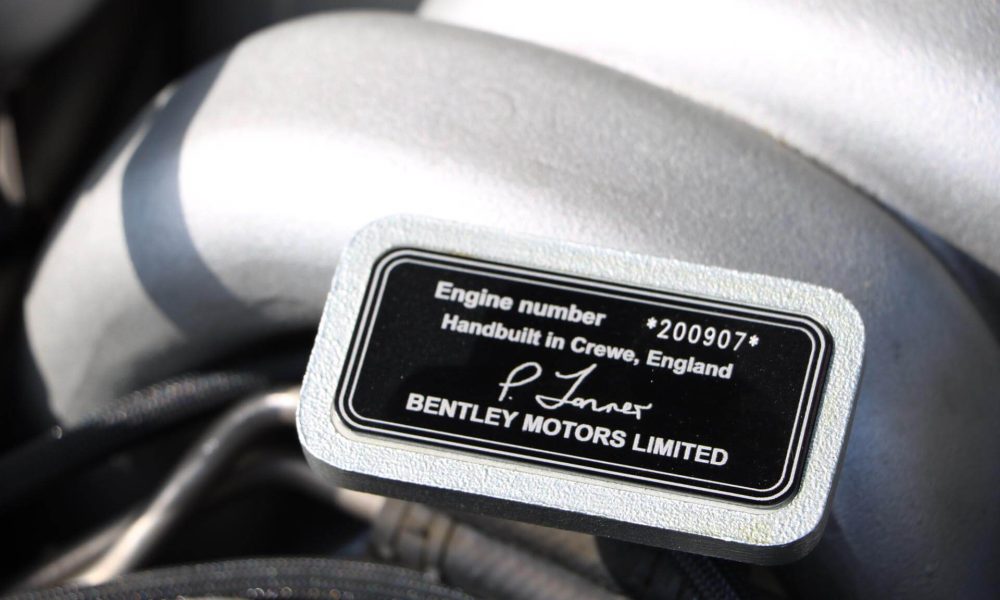 Engine number *200907*
Handbuilt in Crewe, England
BENTLEY MOTORS LIMITED